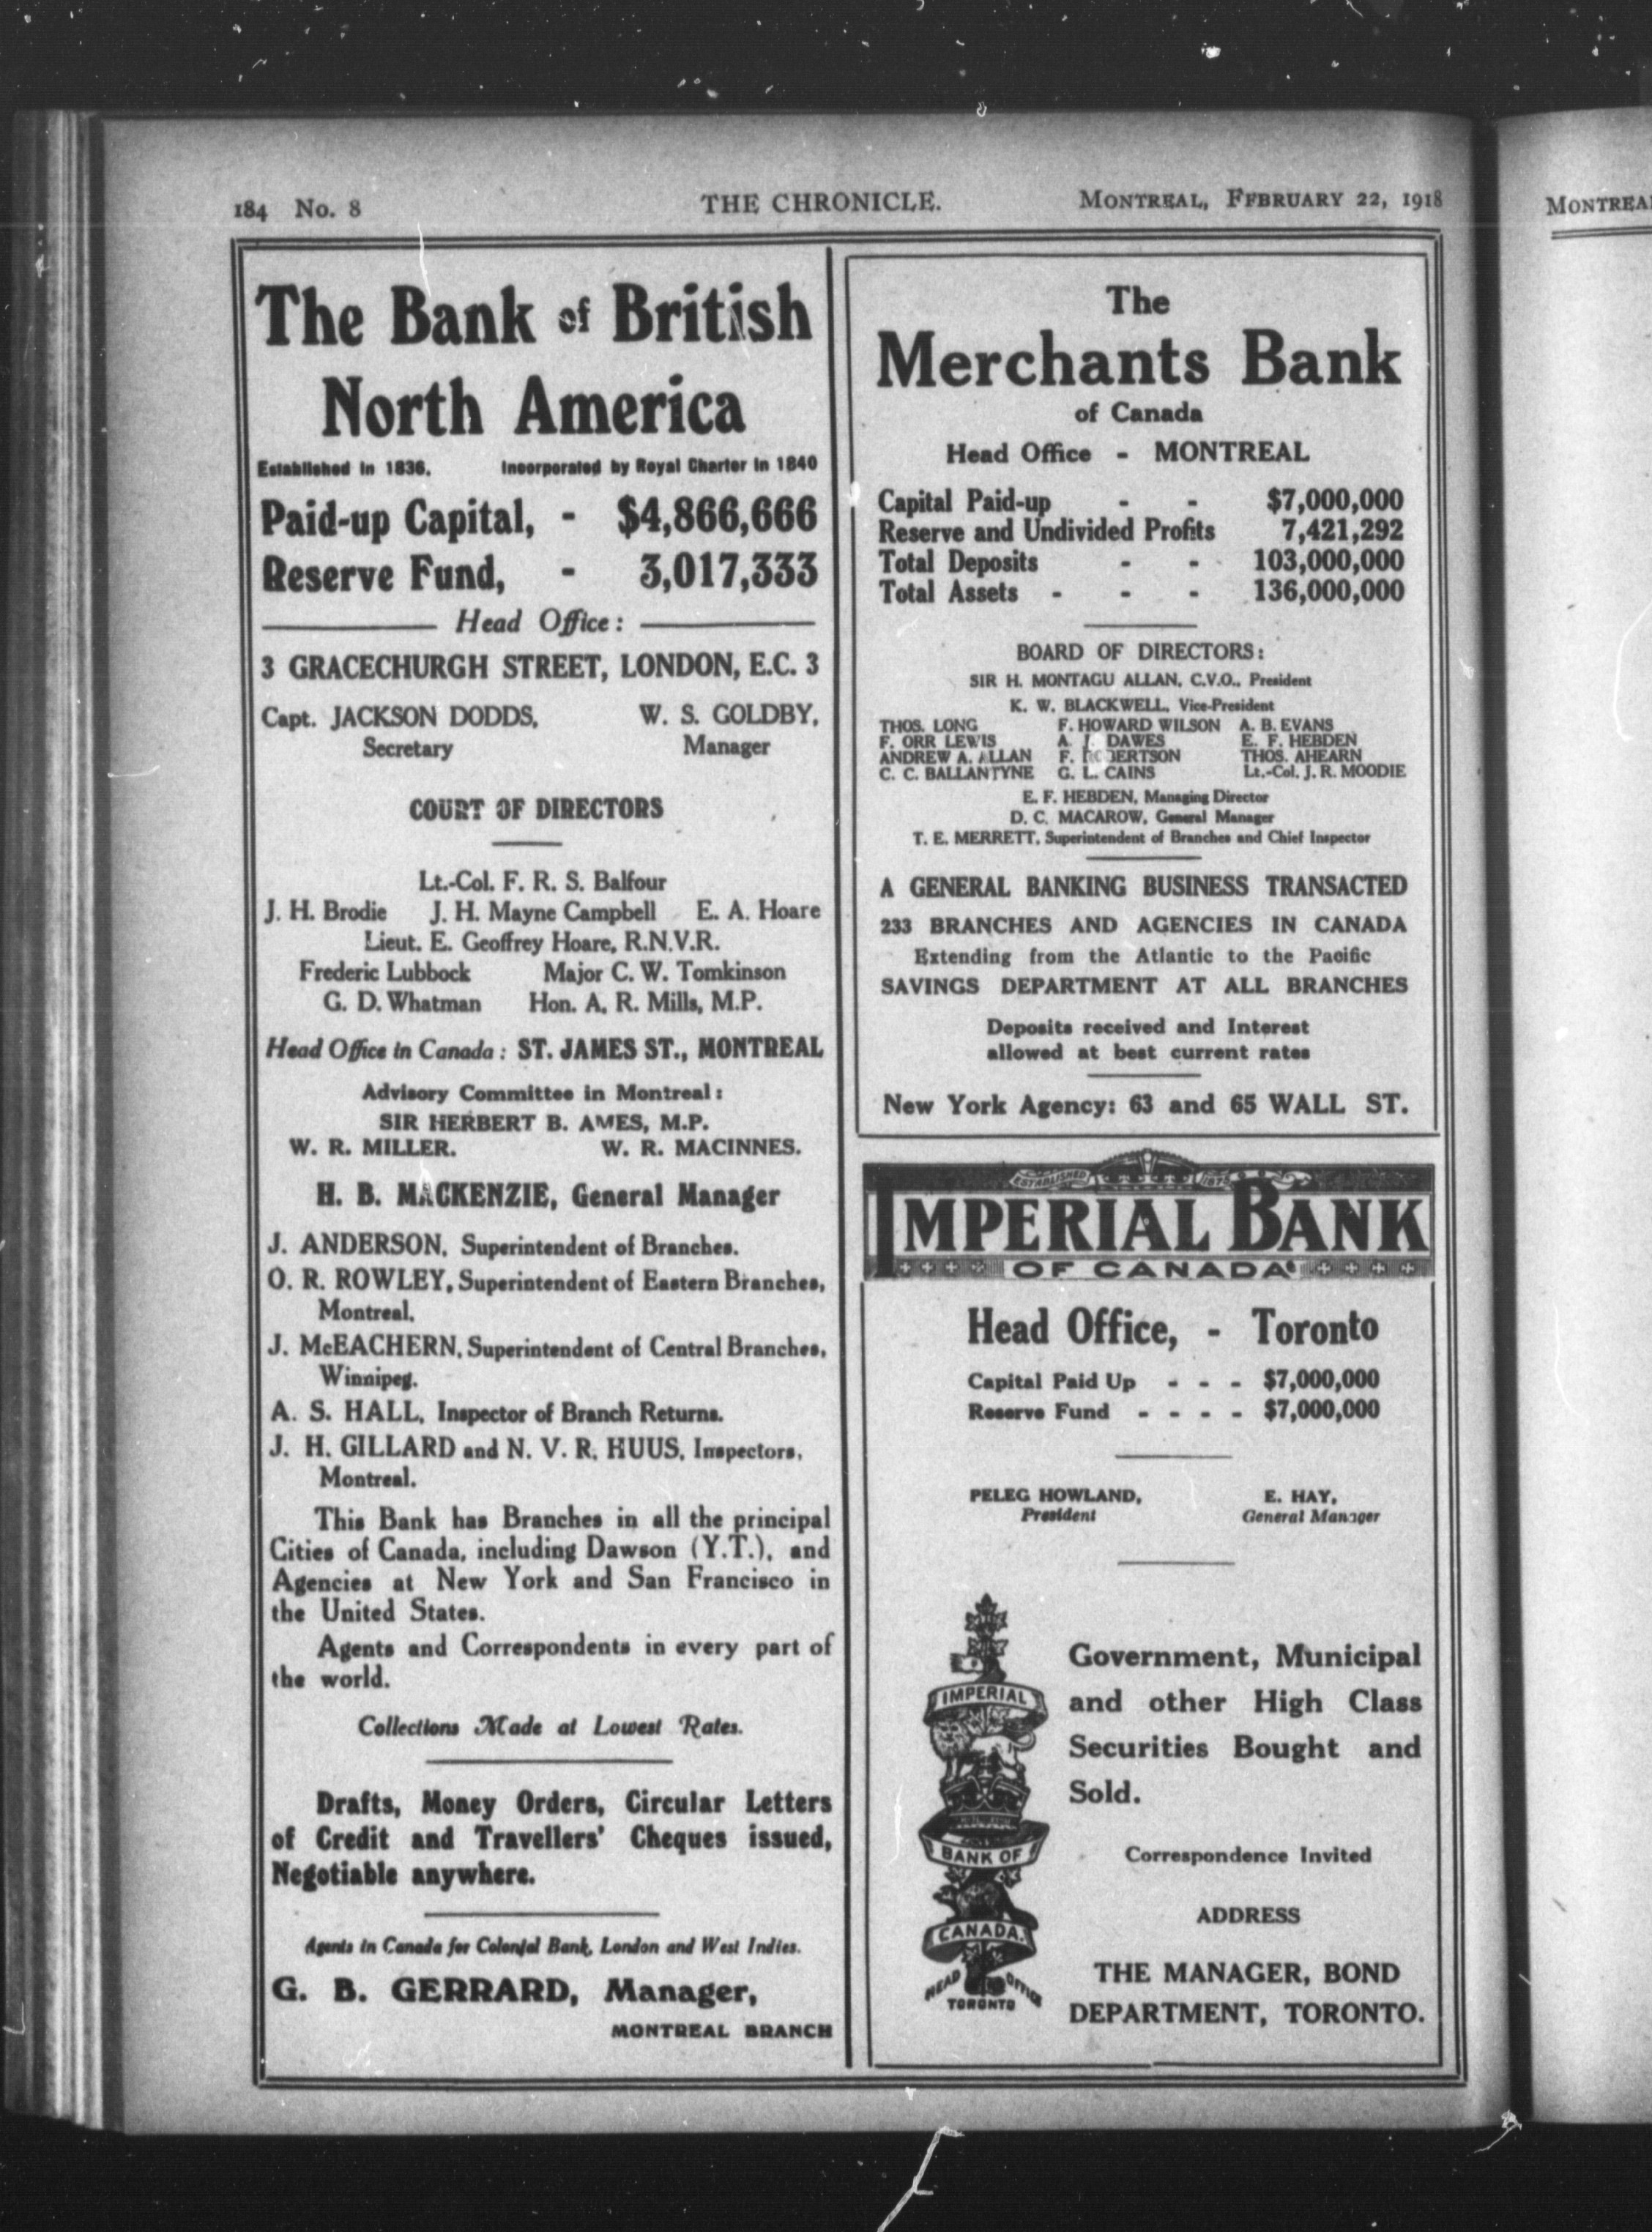 184 No. 8
THE CHRONICLE.
MONTREAL, FFBRUARY 22, 1918
The Bank of British
North America
Established in 1836. Incorporated by Royal Charter in 1840
Paid-up Capital, - $4,866,666
Reserve Fund, - 3,017,333
Head Office:
3 GRACECHURGH STREET, LONDON, E.C. 3
Capt. JACKSON DODDS, W. S. GOLDBY,
Secretary Manager
COURT OF DIRECTORS
Lt.-Col. F. R. S. Balfour
J. H. Brodie J. H. Mayne Campbell E. A. Hoare
Lieut. E. Geoffrey Hoare, R.N.V.R.
Frederic Lubbock Major C. W. Tomkinson
G. D. Whatman Hon. A. R. Mills, M.P.
Head Office in Canada: ST. JAMES ST., MONTREAL
Advisory Committee in Montreal:
SIR HERBERT B. AMES, M.P.
W. R. MILLER. W. R. MACINNES.
H. B. MACKENZIE, General Manager
J. ANDERSON, Superintendent of Branches.
O. R. ROWLEY, Superintendent of Eastern Branches,
Montreal.
J. McEACHERN, Superintendent of Central Branches,
Winnipeg.
A. S. HALL, Inspector of Branch Returns.
J. H. GILLARD and N. V. R. HUUS, Inspectors,
Montreal.
This Bank has Branches in all the principal
Cities of Canada, including Dawson (Y.T.), and
Agencies at New York and San Francisco in
the United States.
Agents and Correspondents in every part of
the world.
Collections Made at Lowest Rates.
Drafts, Money Orders, Circular Letters
of Credit and Travellers' Cheques issued,
Negotiable anywhere.
Agents in Canada for Colonial Bank, London and West Indies.
G. B. GERRARD, Manager,
MONTREAL BRANCH
The
Merchants Bank
of Canada
Head Office - MONTREAL
Capital Paid-up - - $7,000,000
Reserve and Undivided Profits 7,421,292
Total Deposits - - 103,000,000
Total Assets - - - 136,000,000
BOARD OF DIRECTORS:
SIR H. MONTAGU ALLAN, C.V.O., President
K. W. BLACKWELL, Vice-President
THOS. LONG F. HOWARD WILSON A. B. EVANS
F. ORR LEWIS A. DAWES E. F. HEBDEN
ANDREW A. ALLAN F. ROBERTSON THOS. AHEARN
C. C. BALLANTYNE G. L. CAINS Lt.-Col. J. R. MOODIE
E. F. HEBDEN, Managing Director
D. C. MACAROW, General Manager
T. E. MERRETT, Superintendent of Branches and Chief Inspector
A GENERAL BANKING BUSINESS TRANSACTED
233 BRANCHES AND AGENCIES IN CANADA
Extending from the Atlantic to the Pacific
SAVINGS DEPARTMENT AT ALL BRANCHES
Deposits received and Interest
allowed at best current rates
New York Agency: 63 and 65 WALL ST.
ESTABLISHED
IMPERIAL BANK
OF CANADA
Head Office, - Toronto
Capital Paid Up - - - $7,000,000
Reserve Fund - - - - $7,000,000
PELEG HOWLAND, E. HAY,
President General Manager
IMPERIAL
BANK OF
CANADA.
HEAD OFFICE
TORONTO
Government, Municipal
and other High Class
Securities Bought and
Sold.
Correspondence Invited
ADDRESS
THE MANAGER, BOND
DEPARTMENT, TORONTO.
MONTREA